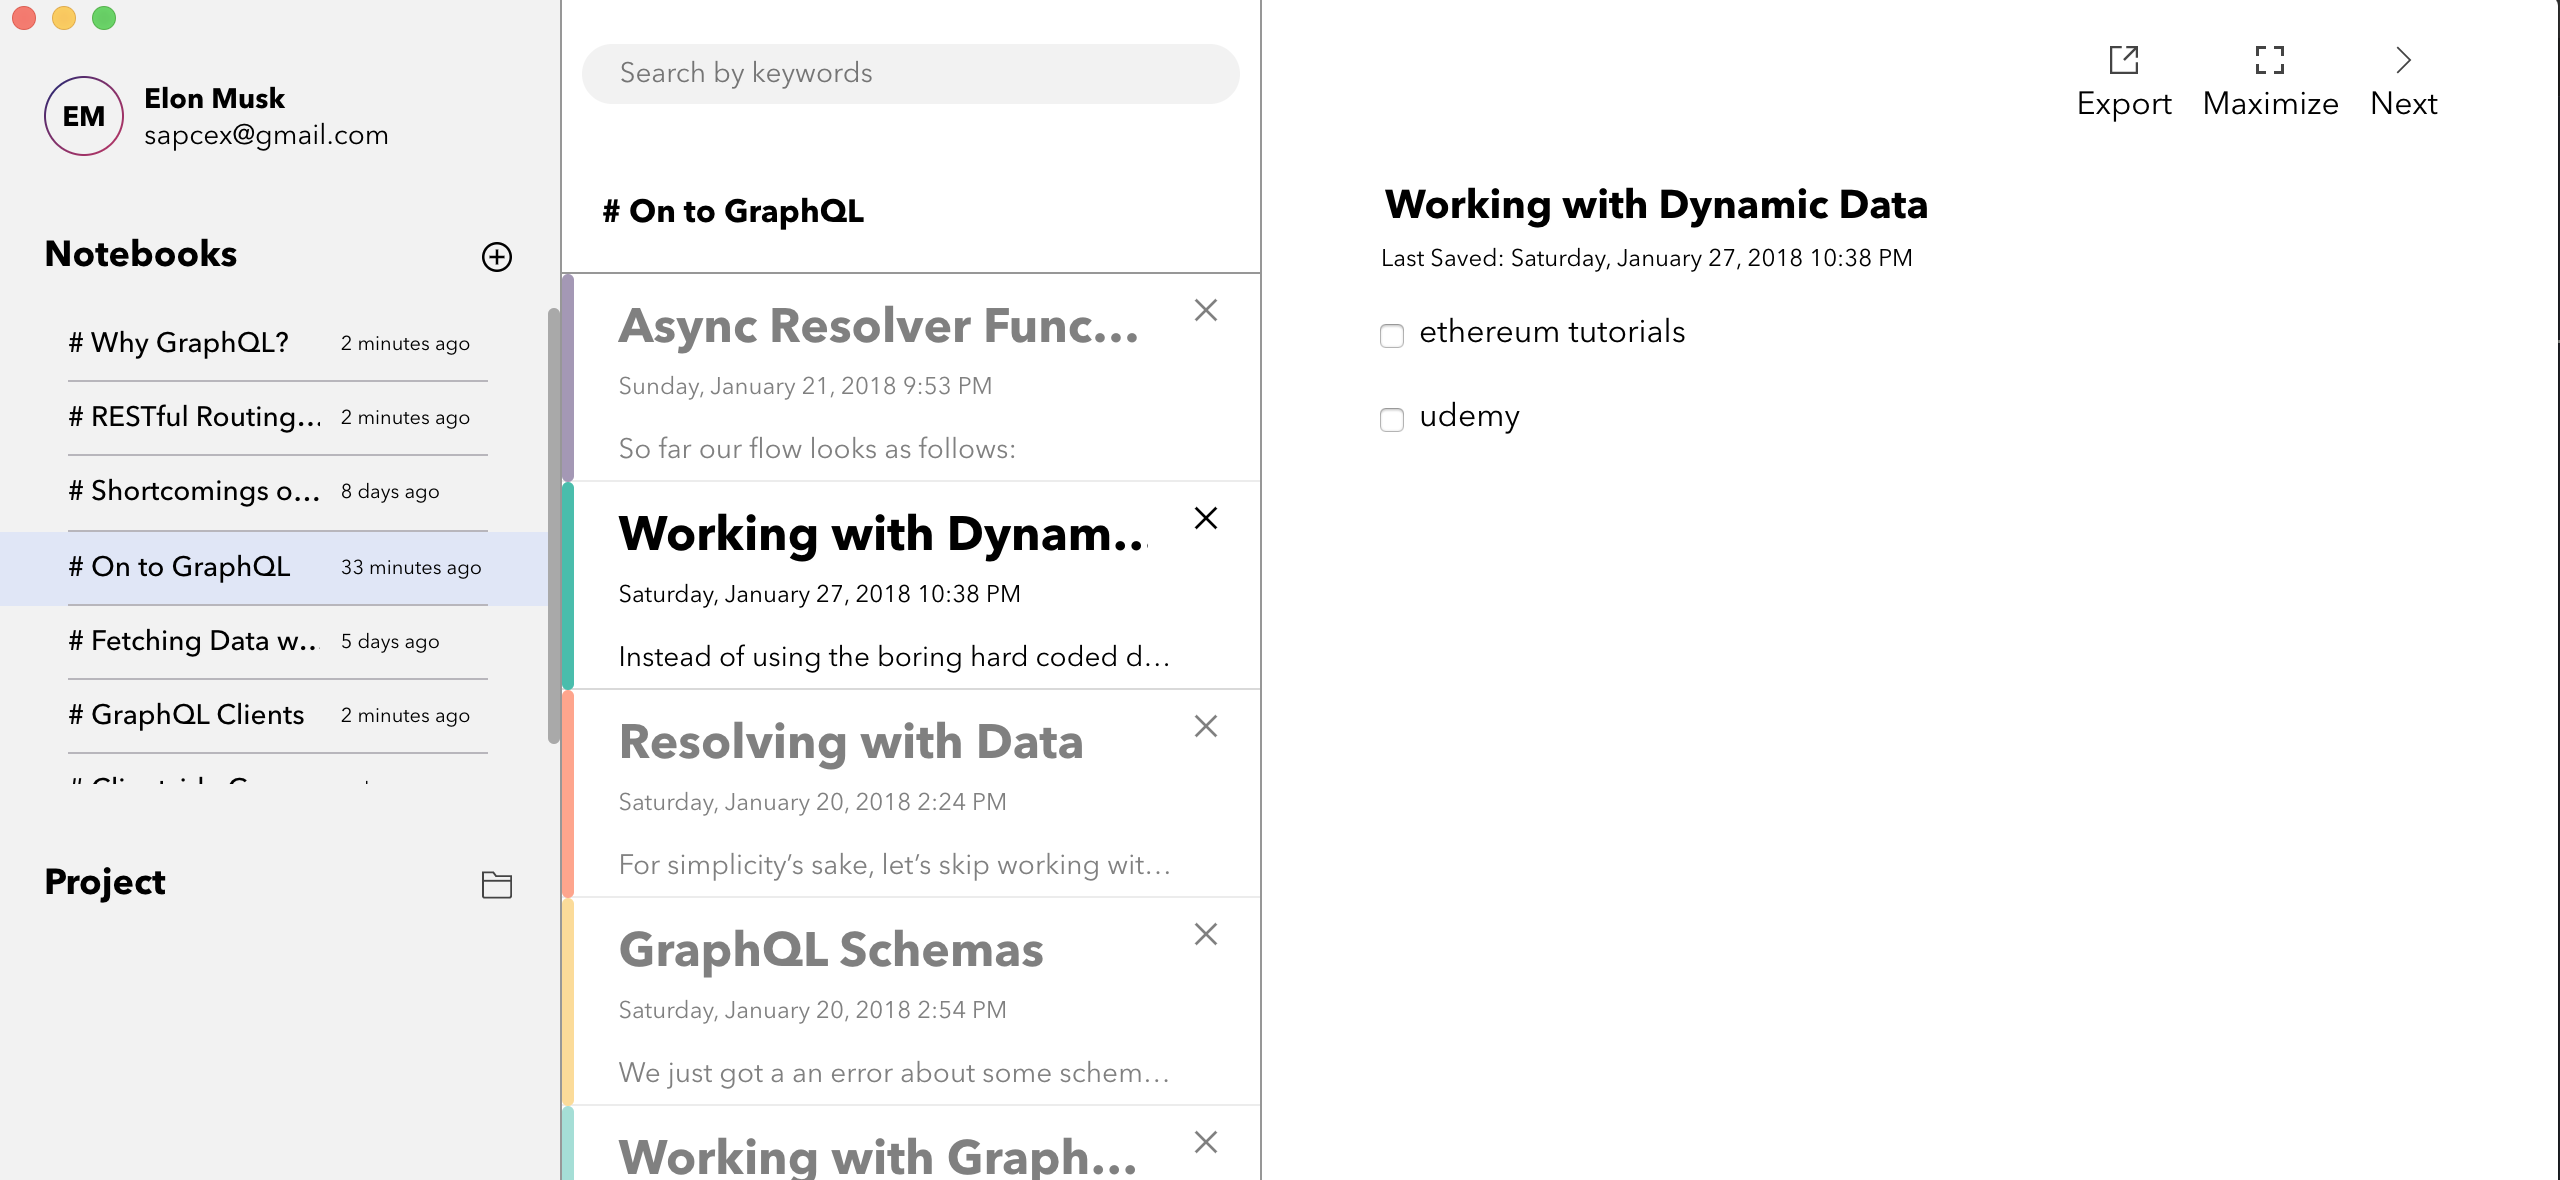 EM
Elon Musk
sapcex@gmail.com
Notebooks
# Why GraphQL? 2 minutes ago
# RESTful Routing... 2 minutes ago
# Shortcomings o... 8 days ago
# On to GraphQL 33 minutes ago
# Fetching Data w... 5 days ago
# GraphQL Clients 2 minutes ago
Project
Search by keywords
# On to GraphQL
Async Resolver Func...
Sunday, January 21, 2018 9:53 PM
So far our flow looks as follows:
Working with Dynam...
Saturday, January 27, 2018 10:38 PM
Instead of using the boring hard coded d...
Resolving with Data
Saturday, January 20, 2018 2:24 PM
For simplicity’s sake, let’s skip working wit...
GraphQL Schemas
Saturday, January 20, 2018 2:54 PM
We just got a an error about some schem...
Working with Graph...
Export Maximize Next
Working with Dynamic Data
Last Saved: Saturday, January 27, 2018 10:38 PM
ethereum tutorials
udemy